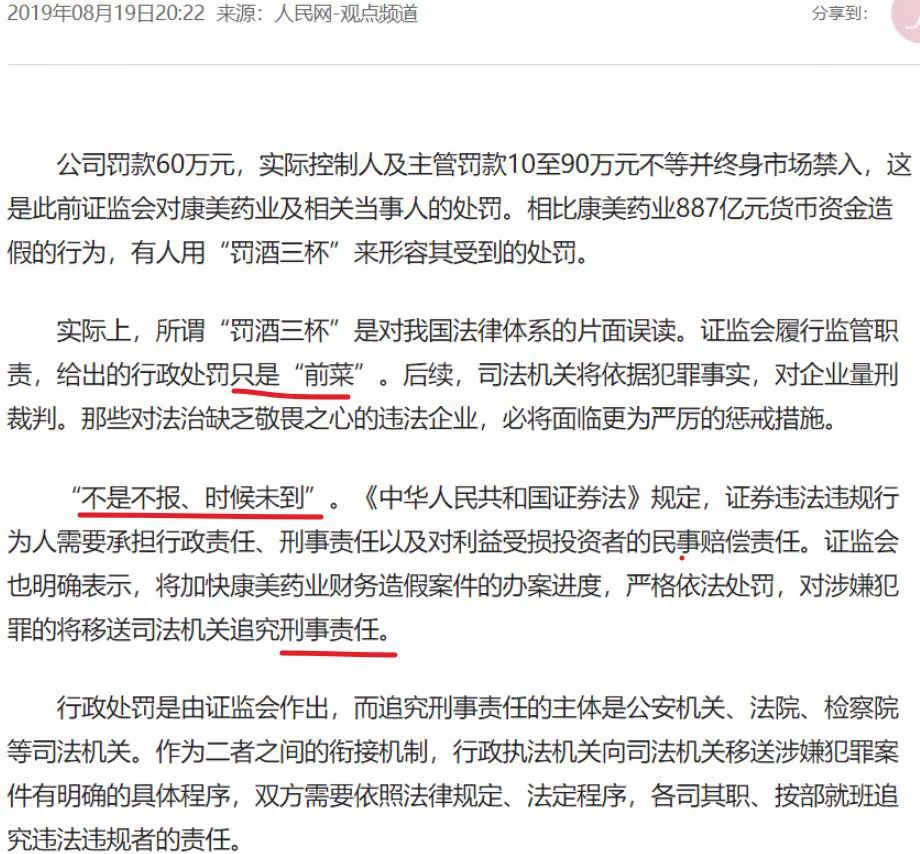 2019年08月19日20:22 来源：人民网-观点频道 分享到：
公司罚款60万元，实际控制人及主管罚款10至90万元不等并终身市场禁入，这
是此前证监会对康美药业及相关当事人的处罚。相比康美药业887亿元货币资金造
假的行为，有人用“罚酒三杯”来形容其受到的处罚。
实际上，所谓“罚酒三杯”是对我国法律体系的片面误读。证监会履行监管职
责，给出的行政处罚只是“前菜”。后续，司法机关将依据犯罪事实，对企业量刑
裁判。那些对法治缺乏敬畏之心的违法企业，必将面临更为严厉的惩戒措施。
“不是不报、时候未到”。《中华人民共和国证券法》规定，证券违法违规行
为人需要承担行政责任、刑事责任以及对利益受损投资者的民事赔偿责任。证监会
也明确表示，将加快康美药业财务造假案件的办案进度，严格依法处罚，对涉嫌犯
罪的将移送司法机关追究刑事责任。
行政处罚是由证监会作出，而追究刑事责任的主体是公安机关、法院、检察院
等司法机关。作为二者之间的衔接机制，行政执法机关向司法机关移送涉嫌犯罪案
件有明确的具体程序，双方需要依照法律规定、法定程序，各司其职、按部就班追
究违法违规者的责任。